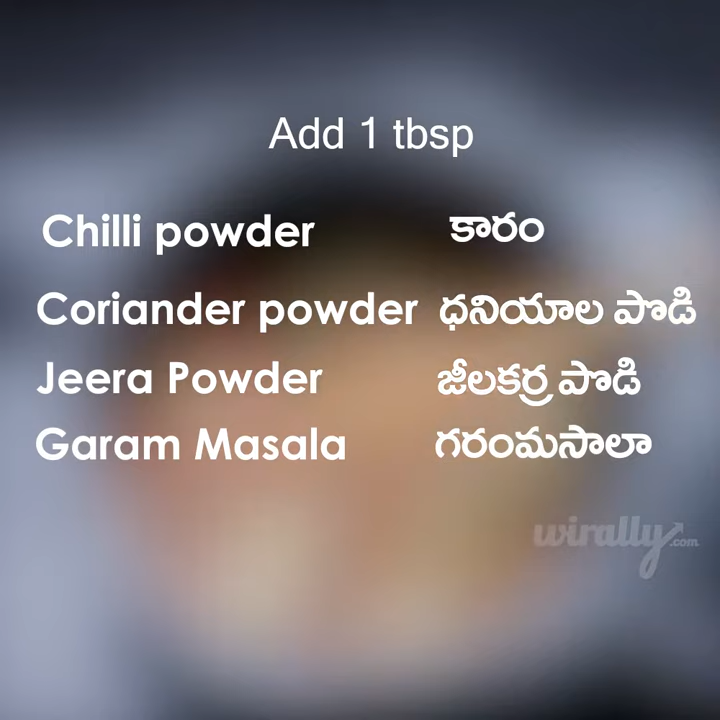 Add 1 tbsp
Chilli powder కారం
Coriander powder ధనియాల పొడి
Jeera Powder జీలకర్ర పొడి
Garam Masala గరంమసాలా
wirally.com